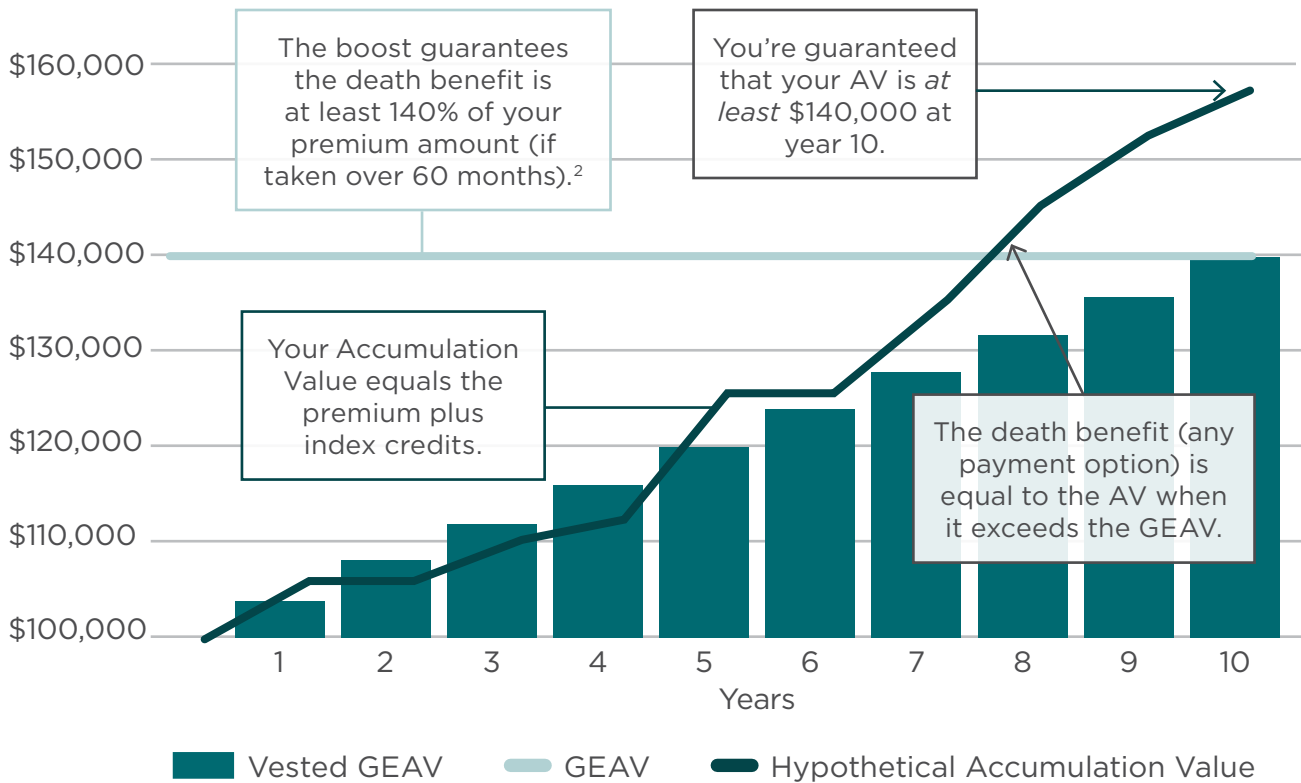 $160,000
$150,000
$140,000
$130,000
$120,000
$110,000
$100,000
The boost guarantees
the death benefit is
at least 140% of your
premium amount (if
taken over 60 months).²
You’re guaranteed
that your AV is at
least $140,000 at
year 10.
Your Accumulation
Value equals the
premium plus
index credits.
The death benefit (any
payment option) is
equal to the AV when
it exceeds the GEAV.
1 2 3 4 5 6 7 8 9 10
Years
Vested GEAV GEAV Hypothetical Accumulation Value